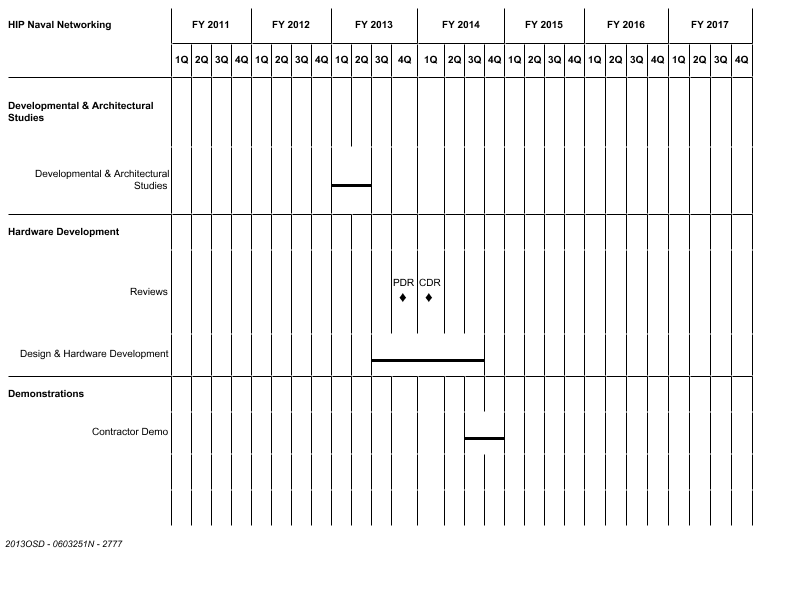 HIP Naval Networking FY 2011 FY 2012 FY 2013 FY 2014 FY 2015 FY 2016 FY 2017
1Q 2Q 3Q 4Q 1Q 2Q 3Q 4Q 1Q 2Q 3Q 4Q 1Q 2Q 3Q 4Q 1Q 2Q 3Q 4Q 1Q 2Q 3Q 4Q 1Q 2Q 3Q 4Q
Developmental & Architectural
Studies
Developmental & Architectural
Studies
Hardware Development
PDR CDR
Reviews
Design & Hardware Development
Demonstrations
Contractor Demo
2013OSD - 0603251N - 2777